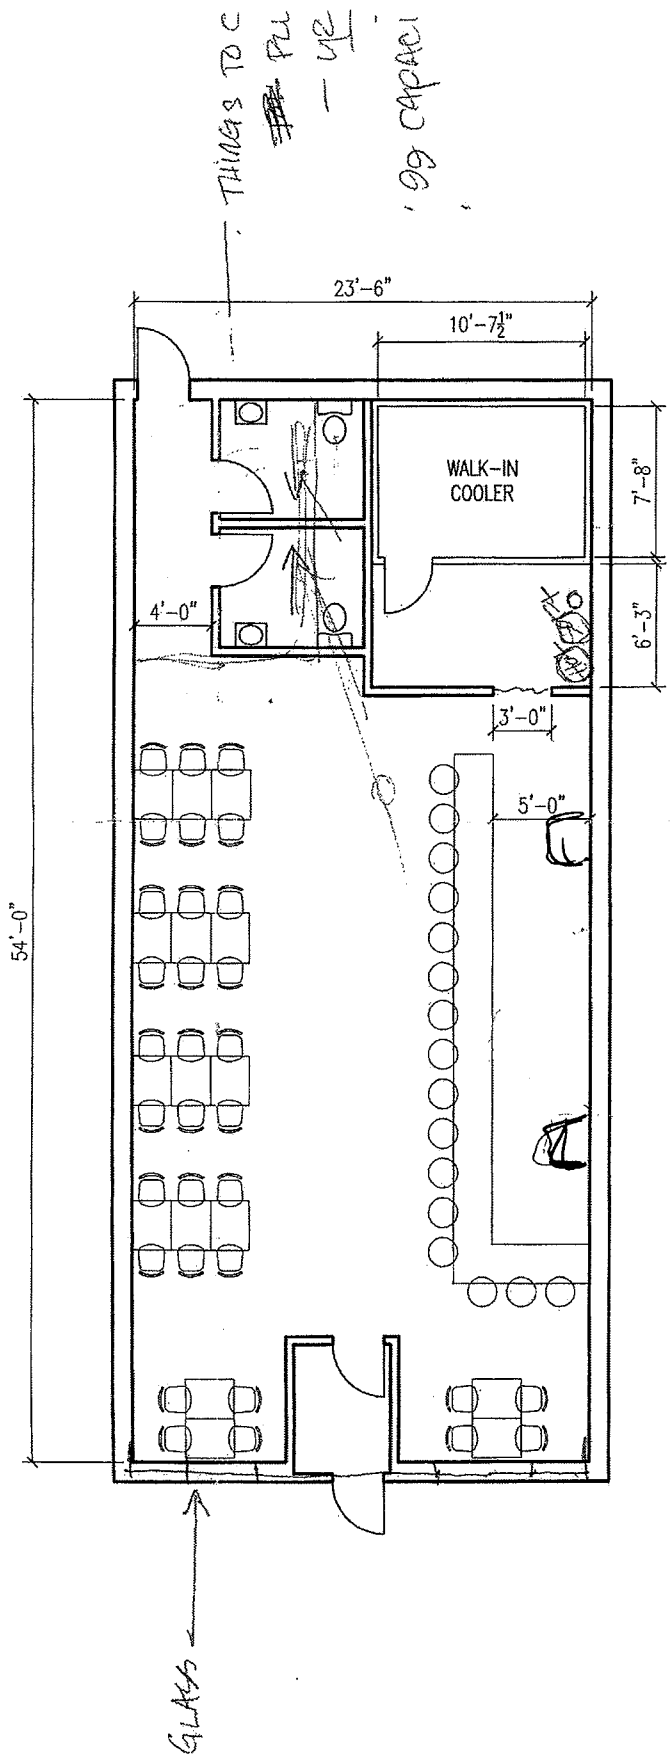 THINGS TO C
PLU
99 CAPACI
23'-6"
10'-7½"
WALK-IN
COOLER
7'-8"
4'-0"
6'-3"
3'-0"
5'-0"
54'-0"
GLASS